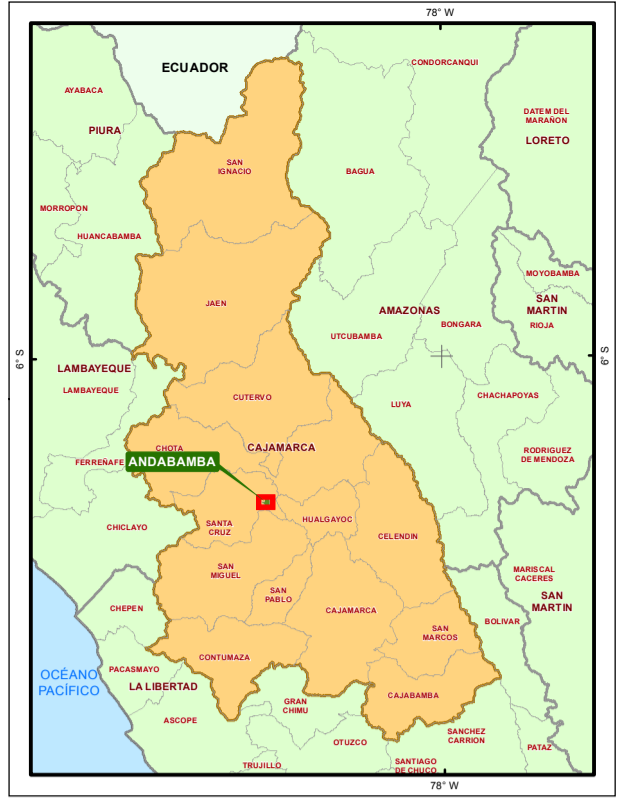 78° W
ECUADOR
CONDORCANQUI
AYABACA
DATEM DEL
MARAÑON
PIURA
LORETO
SAN
IGNACIO
BAGUA
MORROPON
HUANCABAMBA
MOYOBAMBA
JAEN
SAN
MARTIN
AMAZONAS
BONGARA
RIOJA
UTCUBAMBA
6° S
6° S
LAMBAYEQUE
LAMBAYEQUE
CUTERVO
LUYA
CHACHAPOYAS
CHOTA
CAJAMARCA
RODRIGUEZ
DE MENDOZA
FERREÑAFE
ANDABAMBA
CHICLAYO
SANTA
CRUZ
HUALGAYOC
CELENDIN
SAN
MIGUEL
MARISCAL
CACERES
SAN
PABLO
SAN
MARTIN
CHEPEN
CAJAMARCA
BOLIVAR
SAN
MARCOS
CONTUMAZA
PACASMAYO
OCÉANO
PACÍFICO
LA LIBERTAD
CAJABAMBA
GRAN
CHIMU
ASCOPE
SANCHEZ
CARRION
OTUZCO
PATAZ
TRUJILLO
SANTIAGO
DE CHUCO
78° W